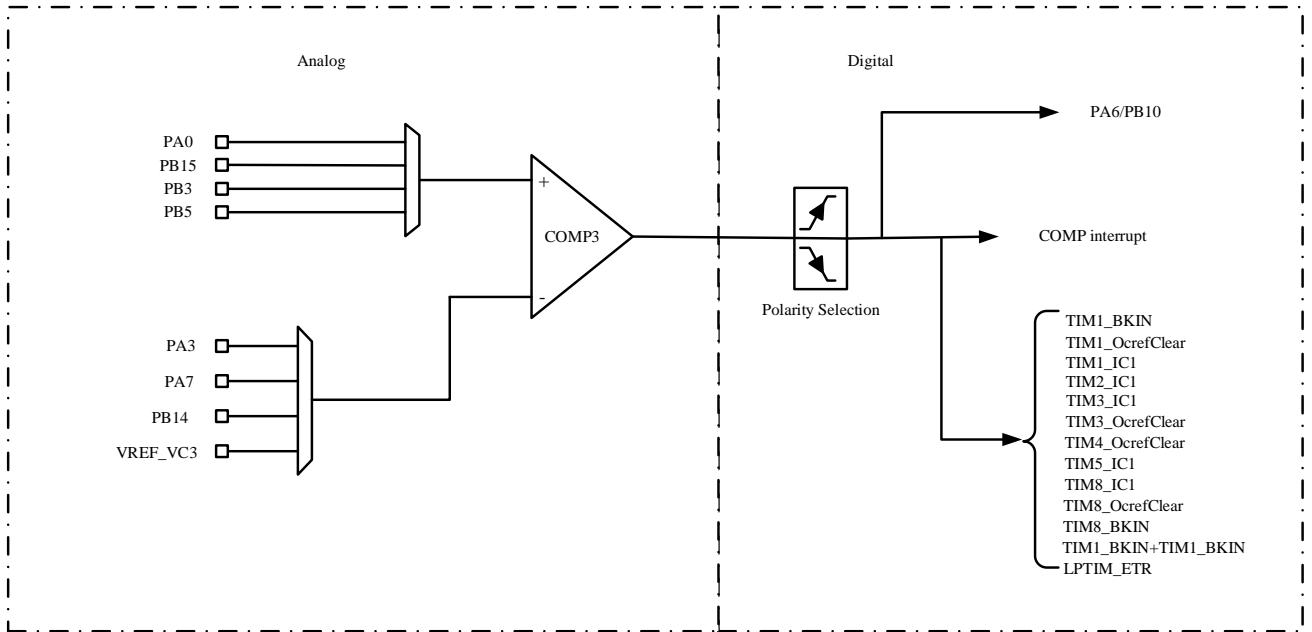 Analog
Digital
PA0
PB15
PB3
PB5
+
COMP3
-
PA3
PA7
PB14
VREF_VC3
Polarity Selection
PA6/PB10
COMP interrupt
TIM1_BKIN
TIM1_OcrefClear
TIM1_IC1
TIM2_IC1
TIM3_IC1
TIM3_OcrefClear
TIM4_OcrefClear
TIM5_IC1
TIM8_IC1
TIM8_OcrefClear
TIM8_BKIN
TIM1_BKIN+TIM1_BKIN
LPTIM_ETR